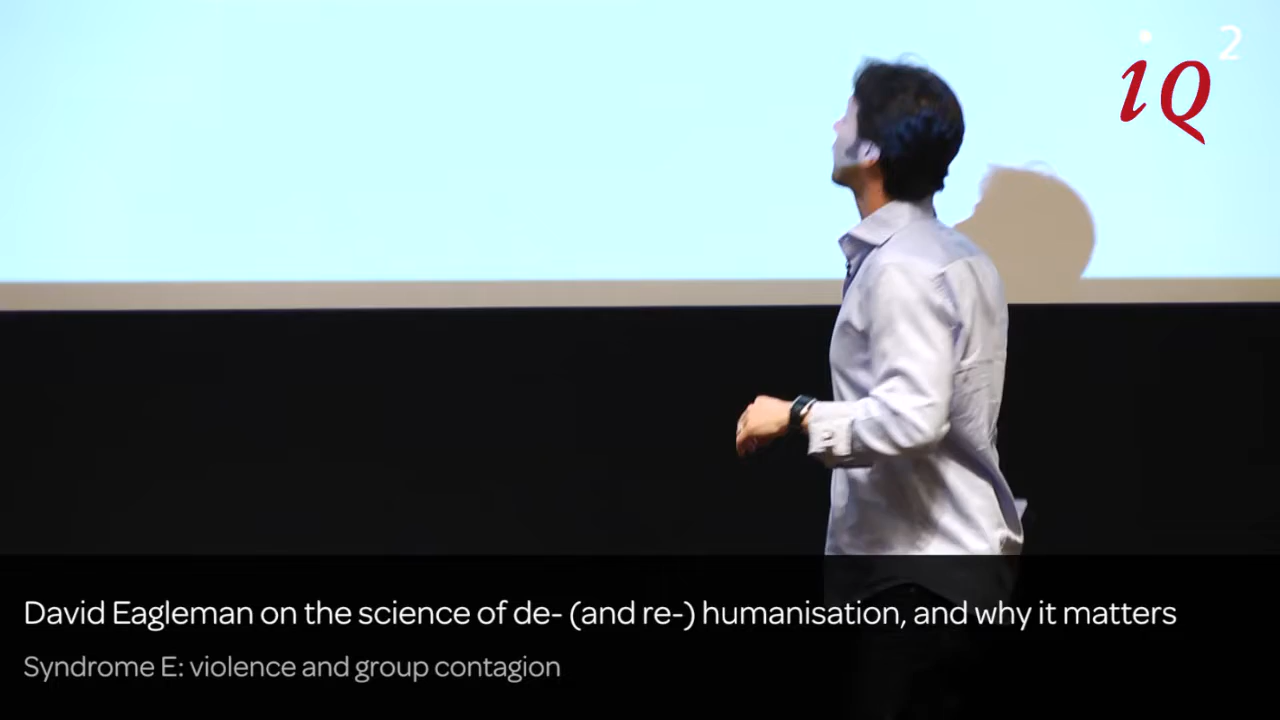 iQ2
David Eagleman on the science of de- (and re-) humanisation, and why it matters
Syndrome E: violence and group contagion